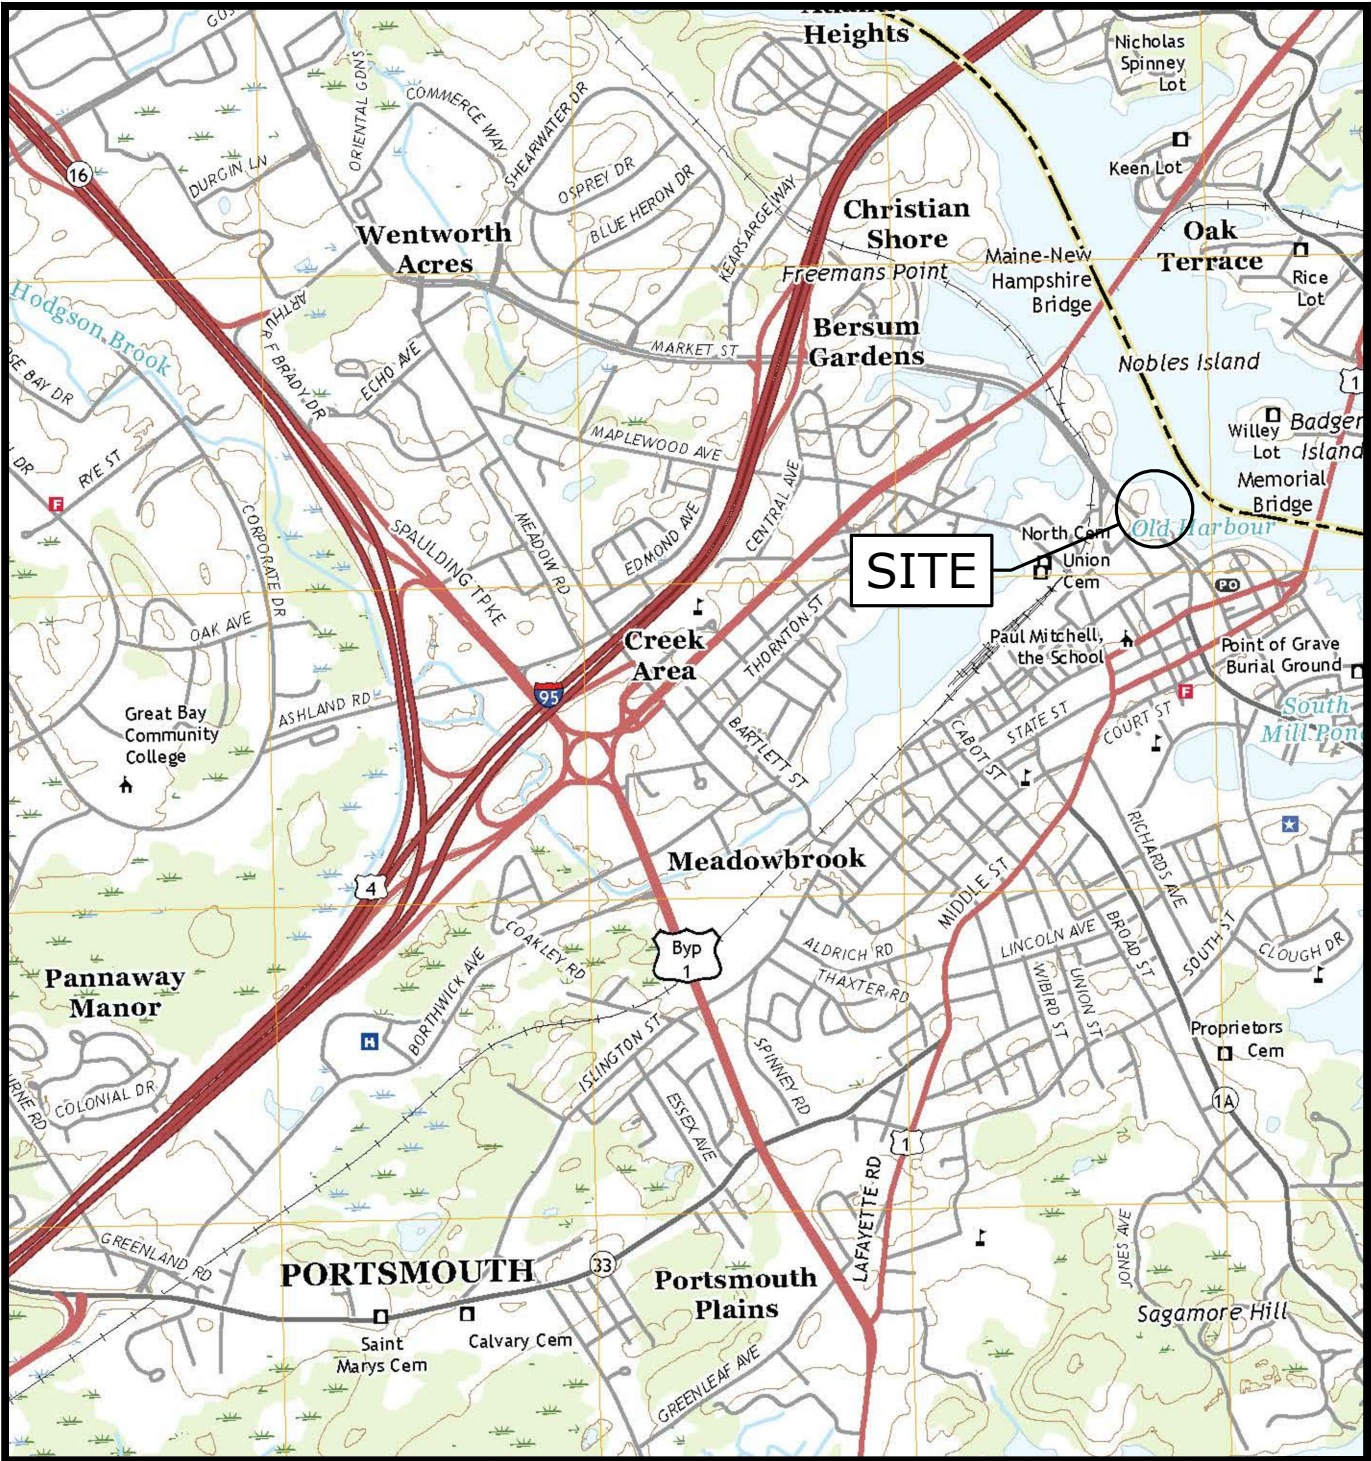 Heights
Nicholas
Spinney
Lot
ORIENTAL GDNS
COMMERCE WAY
SHEARWATER DR
16
DURGIN LN
OSPREY DR
BLUE HERON DR
KEARSARGE WAY
Keen Lot
Wentworth
Acres
Christian
Shore
Freemans Point
Maine-New
Hampshire
Bridge
Oak
Terrace
Rice
Lot
Hodgson Brook
ARTHUR F BRADY DR
ECHO AVE
MARKET ST
Bersum
Gardens
Nobles Island
1
RYE ST
MAPLEWOOD AVE
Willey
Lot
Badger
Island
Memorial
Bridge
F
CORPORATE DR
SPAULDING TPKE
MEADOW RD
EDMOND AVE
CENTRAL AVE
North Cem
Old Harbour
SITE
Union
Cem
PO
OAK AVE
Creek
Area
THORNTON ST
Paul Mitchell,
the School
Point of Grave
Burial Ground
95
F
Great Bay
Community
College
ASHLAND RD
BARTLETT ST
CABOT ST
STATE ST
COURT ST
South
Mill Pond
4
Meadowbrook
MIDDLE ST
RICHARDS AVE
Byp
1
COAKLEY RD
ALDRICH RD
THAXTER RD
LINCOLN AVE
BROAD ST
SOUTH ST
CLOUGH DR
Pannaway
Manor
BORTHWICK AVE
WIBIRD ST
UNION ST
H
ISLINGTON ST
SPINNEY RD
Proprietors
Cem
COLONIAL DR
ESSEX AVE
1A
1
LAFAYETTE RD
GREENLAND RD
PORTSMOUTH
33
Portsmouth
Plains
JONES AVE
Sagamore Hill
Saint
Marys Cem
Calvary Cem
GREENLEAF AVE